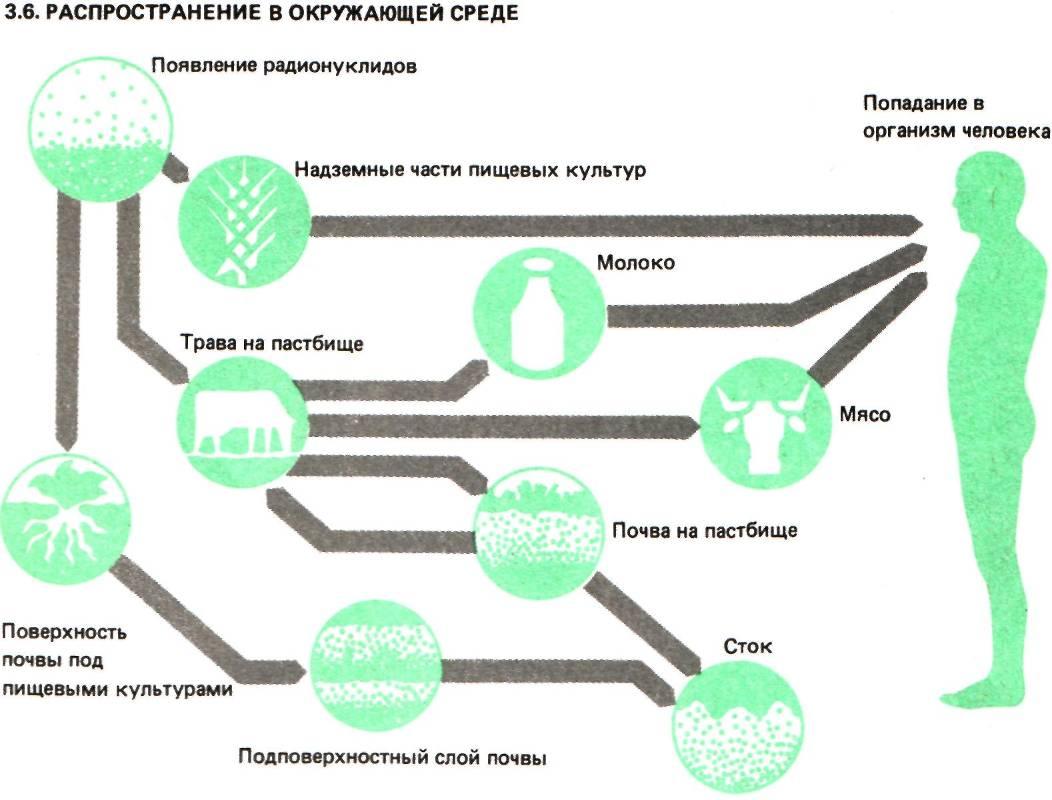 3.6. РАСПРОСТРАНЕНИЕ В ОКРУЖАЮЩЕЙ СРЕДЕ
Появление радионуклидов
Попадание в
организм человека
Надземные части пищевых культур
Молоко
Трава на пастбище
Мясо
Почва на пастбище
Поверхность
почвы под
пищевыми культурами
Сток
Подповерхностный слой почвы